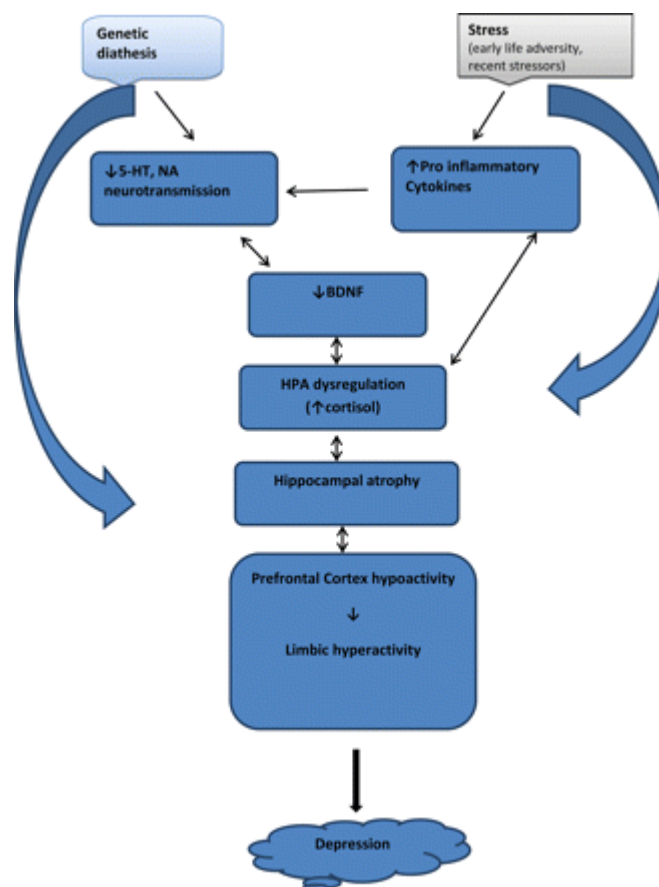 Genetic
diathesis
Stress
(early life adversity,
recent stressors)
↓5-HT, NA
neurotransmission
↑Pro inflammatory
Cytokines
↓BDNF
HPA dysregulation
(↑cortisol)
Hippocampal atrophy
Prefrontal Cortex hypoactivity
↓
Limbic hyperactivity
Depression